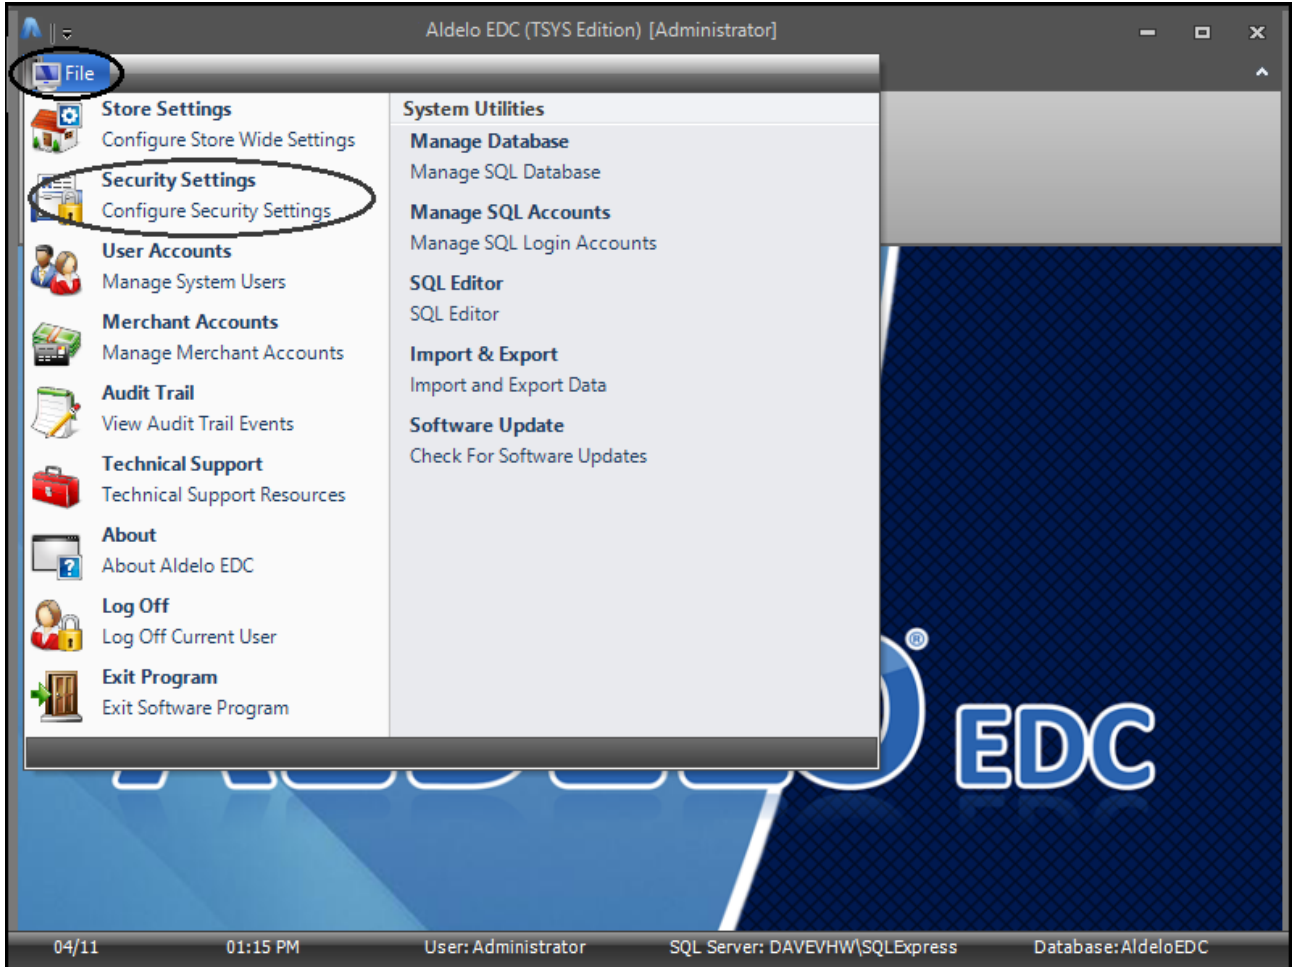 Aldelo EDC (TSYS Edition) [Administrator]
File
Store Settings
Configure Store Wide Settings
Security Settings
Configure Security Settings
User Accounts
Manage System Users
Merchant Accounts
Manage Merchant Accounts
Audit Trail
View Audit Trail Events
Technical Support
Technical Support Resources
About
About Aldelo EDC
Log Off
Log Off Current User
Exit Program
Exit Software Program
System Utilities
Manage Database
Manage SQL Database
Manage SQL Accounts
Manage SQL Login Accounts
SQL Editor
SQL Editor
Import & Export
Import and Export Data
Software Update
Check For Software Updates
® EDC
04/11 01:15 PM User: Administrator SQL Server: DAVEVHW\SQLExpress Database: AldeloEDC